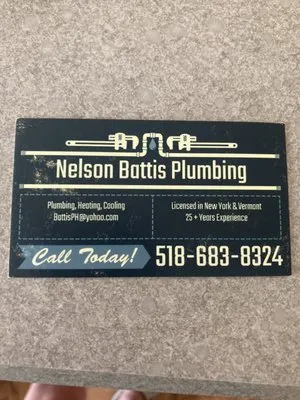 Nelson Battis Plumbing
Plumbing, Heating, Cooling
BattisPH@yahoo.com
Licensed in New York & Vermont
25 + Years Experience
Call Today!
518-683-8324